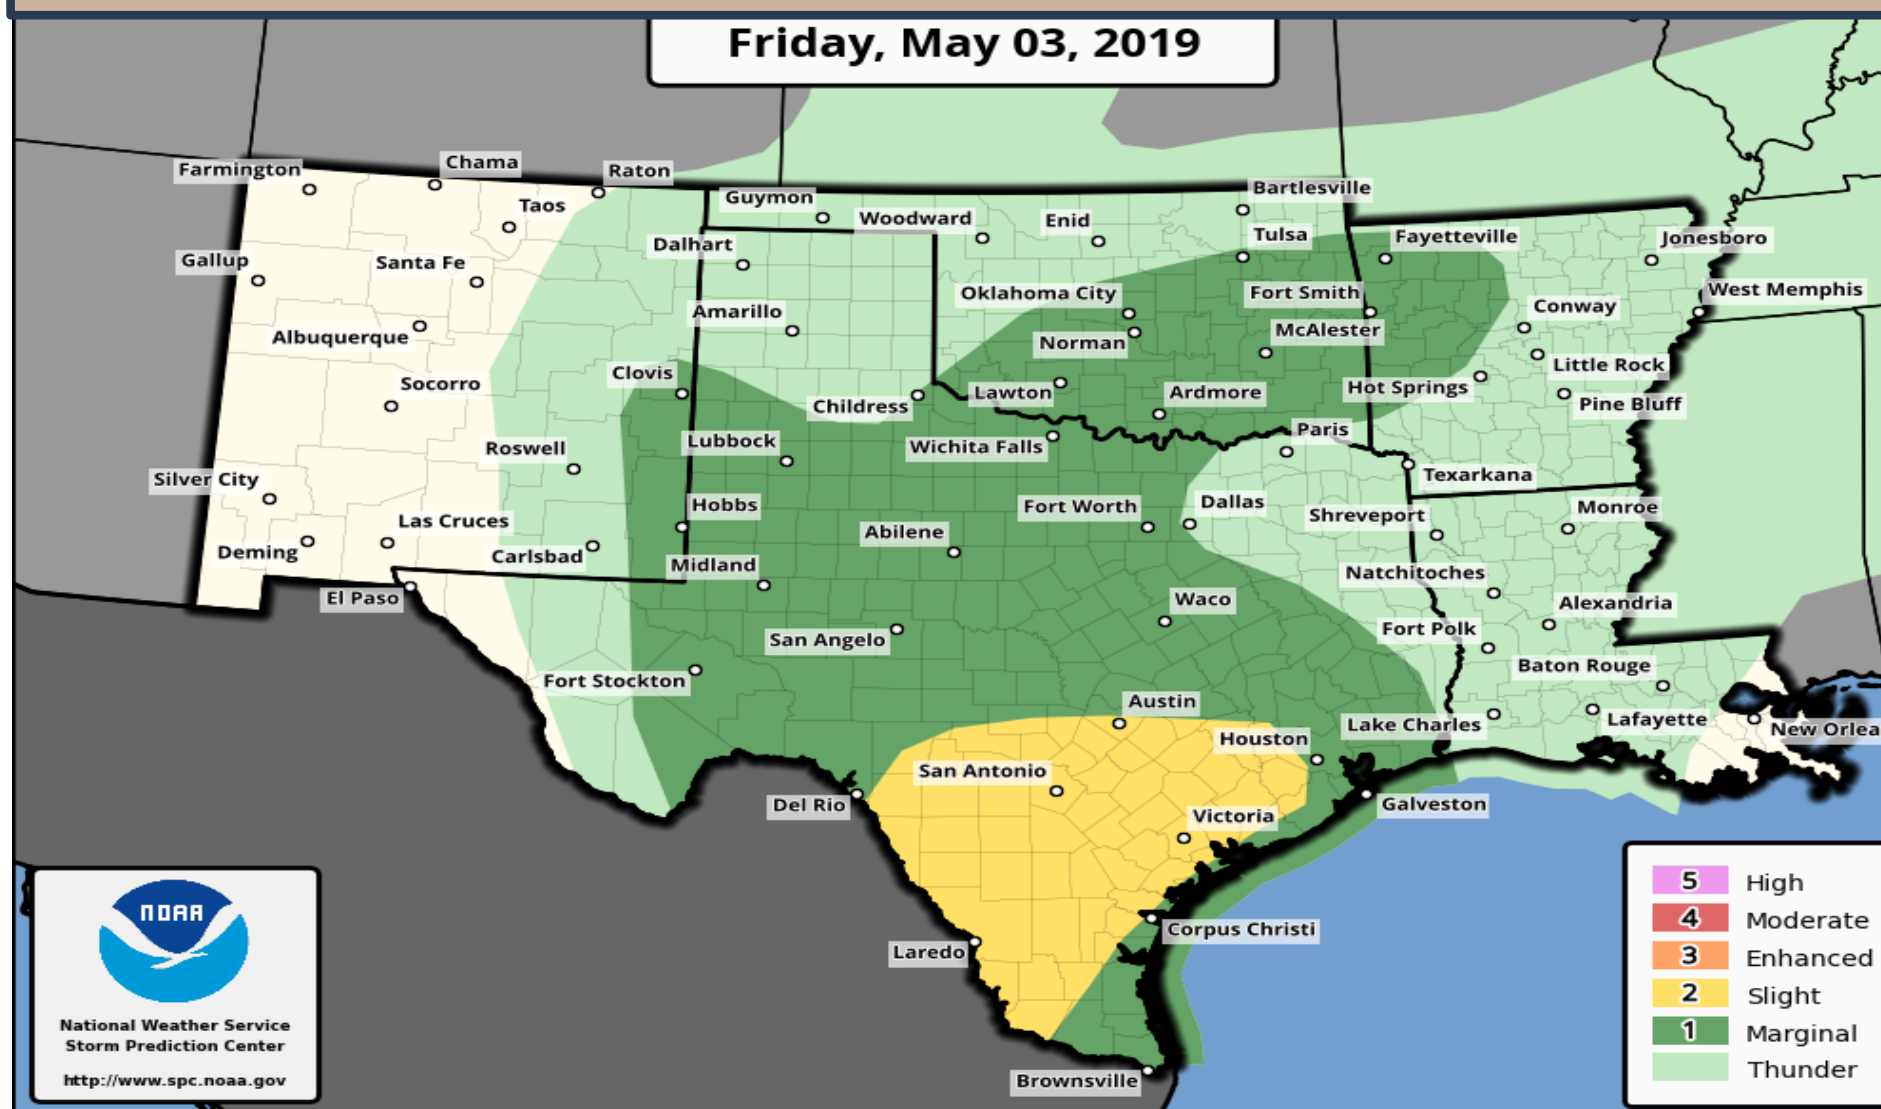 Friday, May 03, 2019
Farmington
Chama
Raton
Taos
Guymon
Woodward
Enid
Bartlesville
Tulsa
Fayetteville
Jonesboro
Gallup
Santa Fe
Dalhart
Oklahoma City
Fort Smith
West Memphis
Albuquerque
Amarillo
Norman
McAlester
Conway
Socorro
Clovis
Childress
Lawton
Ardmore
Hot Springs
Little Rock
Pine Bluff
Roswell
Lubbock
Wichita Falls
Paris
Texarkana
Silver City
Las Cruces
Hobbs
Abilene
Fort Worth
Dallas
Shreveport
Monroe
Deming
Carlsbad
Midland
Natchitoches
El Paso
San Angelo
Waco
Alexandria
Fort Polk
Fort Stockton
Austin
Baton Rouge
Houston
Lake Charles
Lafayette
New Orlea
San Antonio
Del Rio
Victoria
Galveston
Laredo
Corpus Christi
Brownsville
NOAA
National Weather Service
Storm Prediction Center
http://www.spc.noaa.gov
5 High
4 Moderate
3 Enhanced
2 Slight
1 Marginal
Thunder